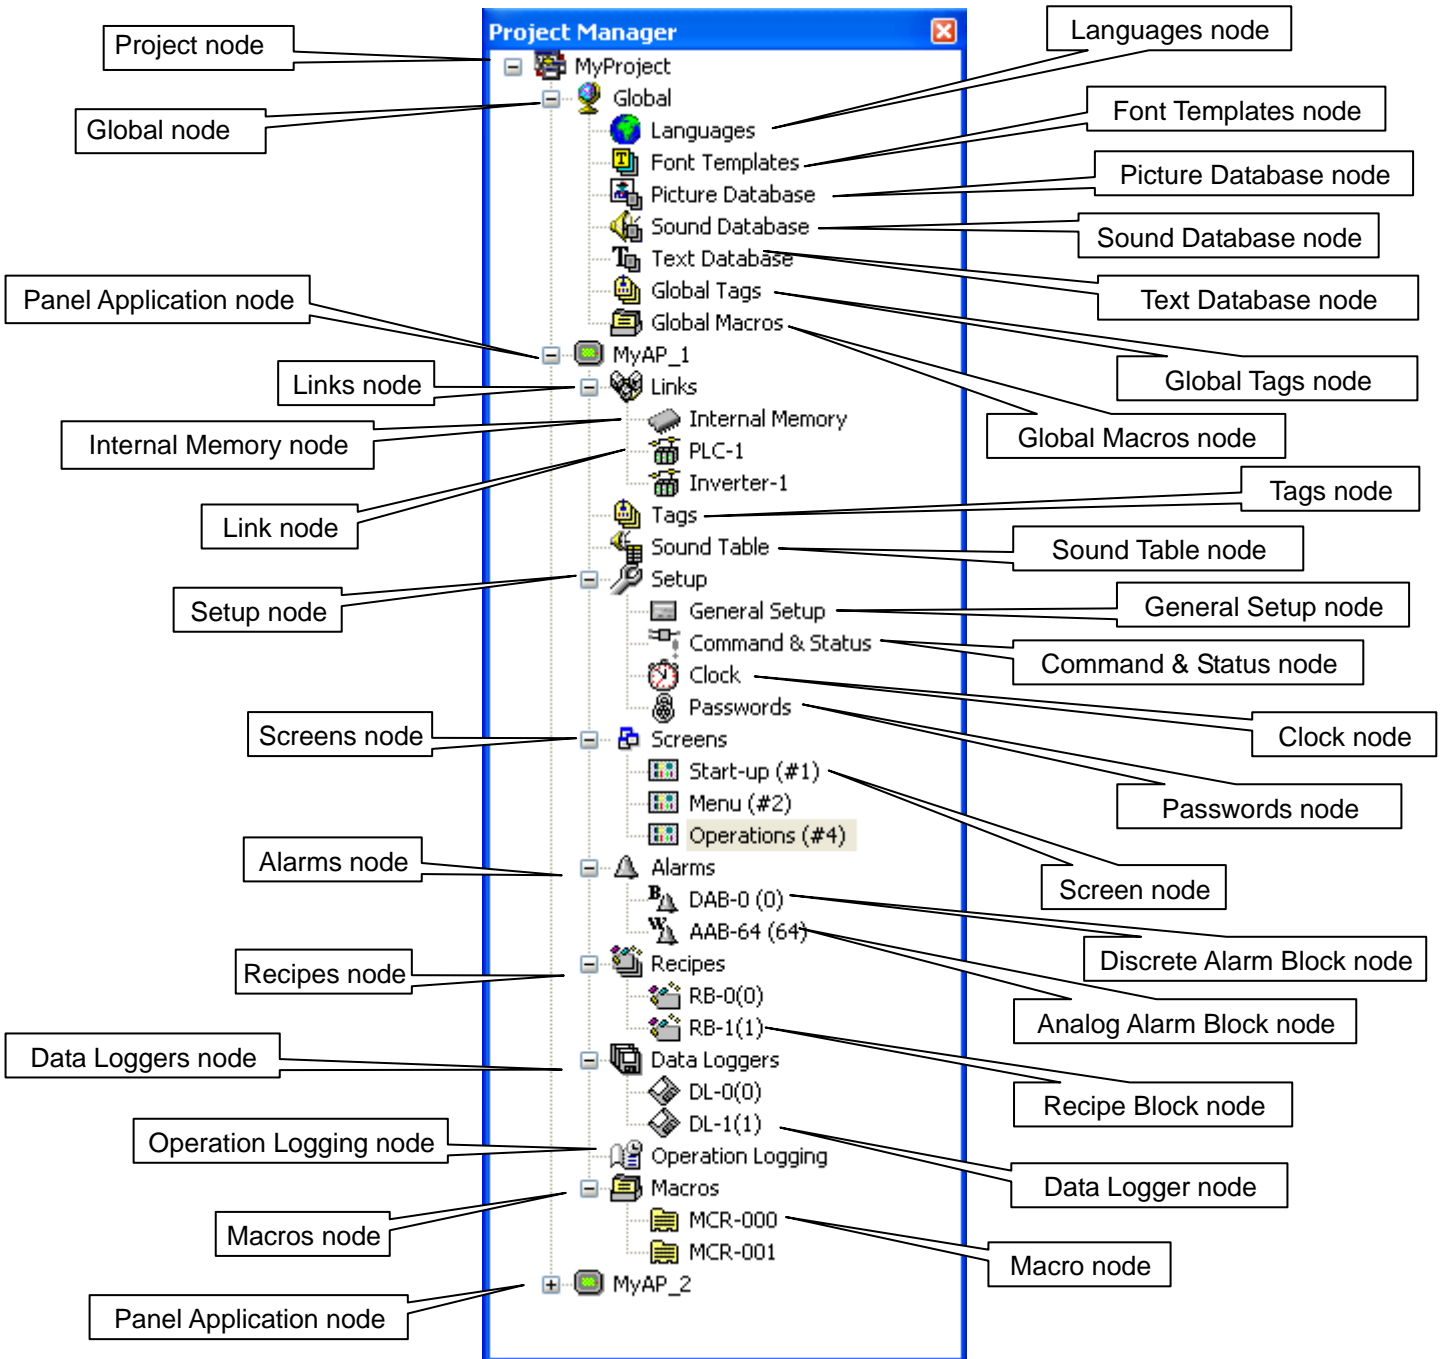 Project Manager
Project node
Languages node
MyProject
Global
Global node
Languages
Font Templates node
Font Templates
Picture Database
Picture Database node
Sound Database
Sound Database node
Text Database
Text Database node
Panel Application node
Global Tags
Global Tags node
Global Macros
Global Macros node
MyAP_1
Links node
Links
Internal Memory node
Internal Memory
PLC-1
Link node
Inverter-1
Tags node
Tags
Sound Table
Sound Table node
Setup node
Setup
General Setup
General Setup node
Command & Status
Command & Status node
Clock
Clock node
Passwords
Passwords node
Screens node
Screens
Start-up (#1)
Screen node
Menu (#2)
Operations (#4)
Alarms node
Alarms
DAB-0 (0)
Discrete Alarm Block node
AAB-64 (64)
Analog Alarm Block node
Recipes node
Recipes
RB-0(0)
RB-1(1)
Recipe Block node
Data Loggers node
Data Loggers
DL-0(0)
DL-1(1)
Data Logger node
Operation Logging node
Operation Logging
Macros node
Macros
MCR-000
Macro node
MCR-001
MyAP_2
Panel Application node